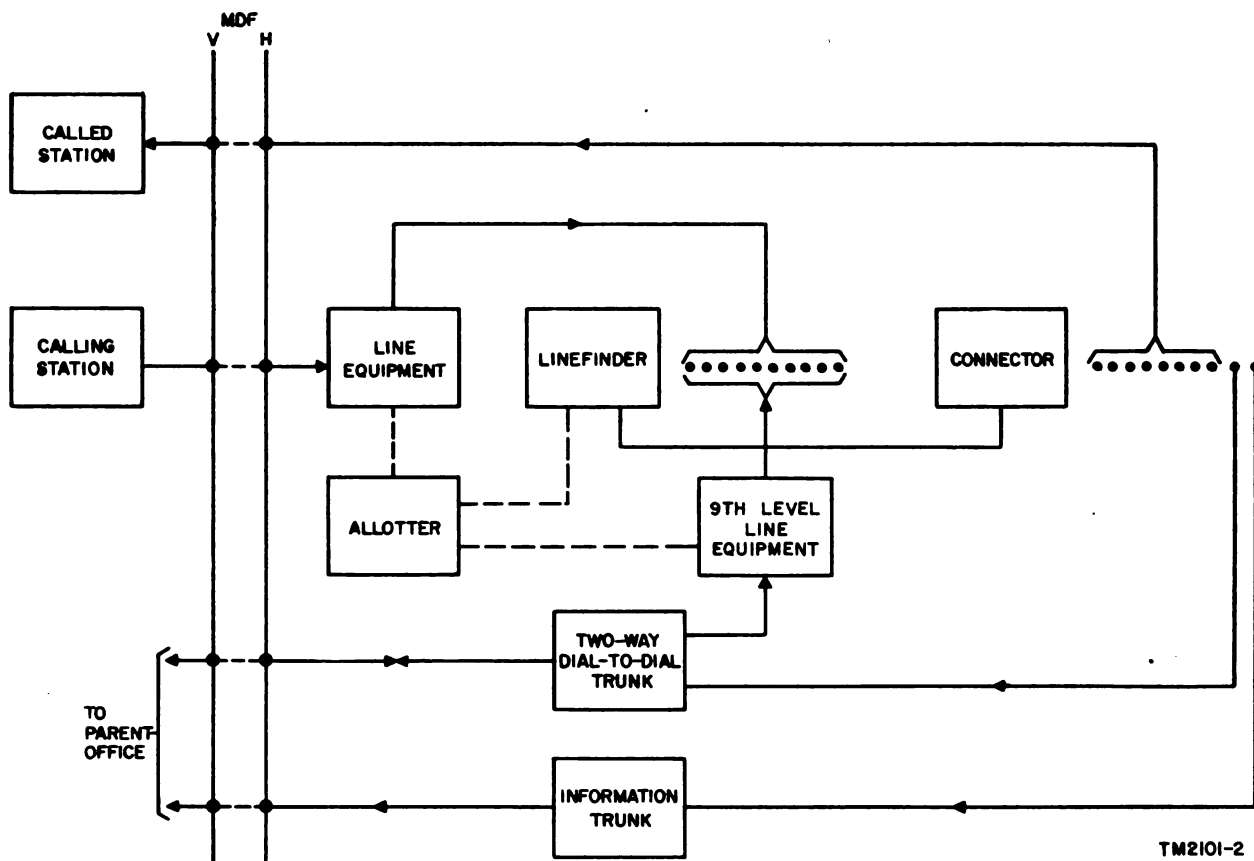 MDF
V H
CALLED
STATION
CALLING
STATION
LINE
EQUIPMENT
LINEFINDER
CONNECTOR
ALLOTTER
9TH LEVEL
LINE
EQUIPMENT
TWO-WAY
DIAL-TO-DIAL
TRUNK
TO
PARENT
OFFICE
INFORMATION
TRUNK
TM2101-2